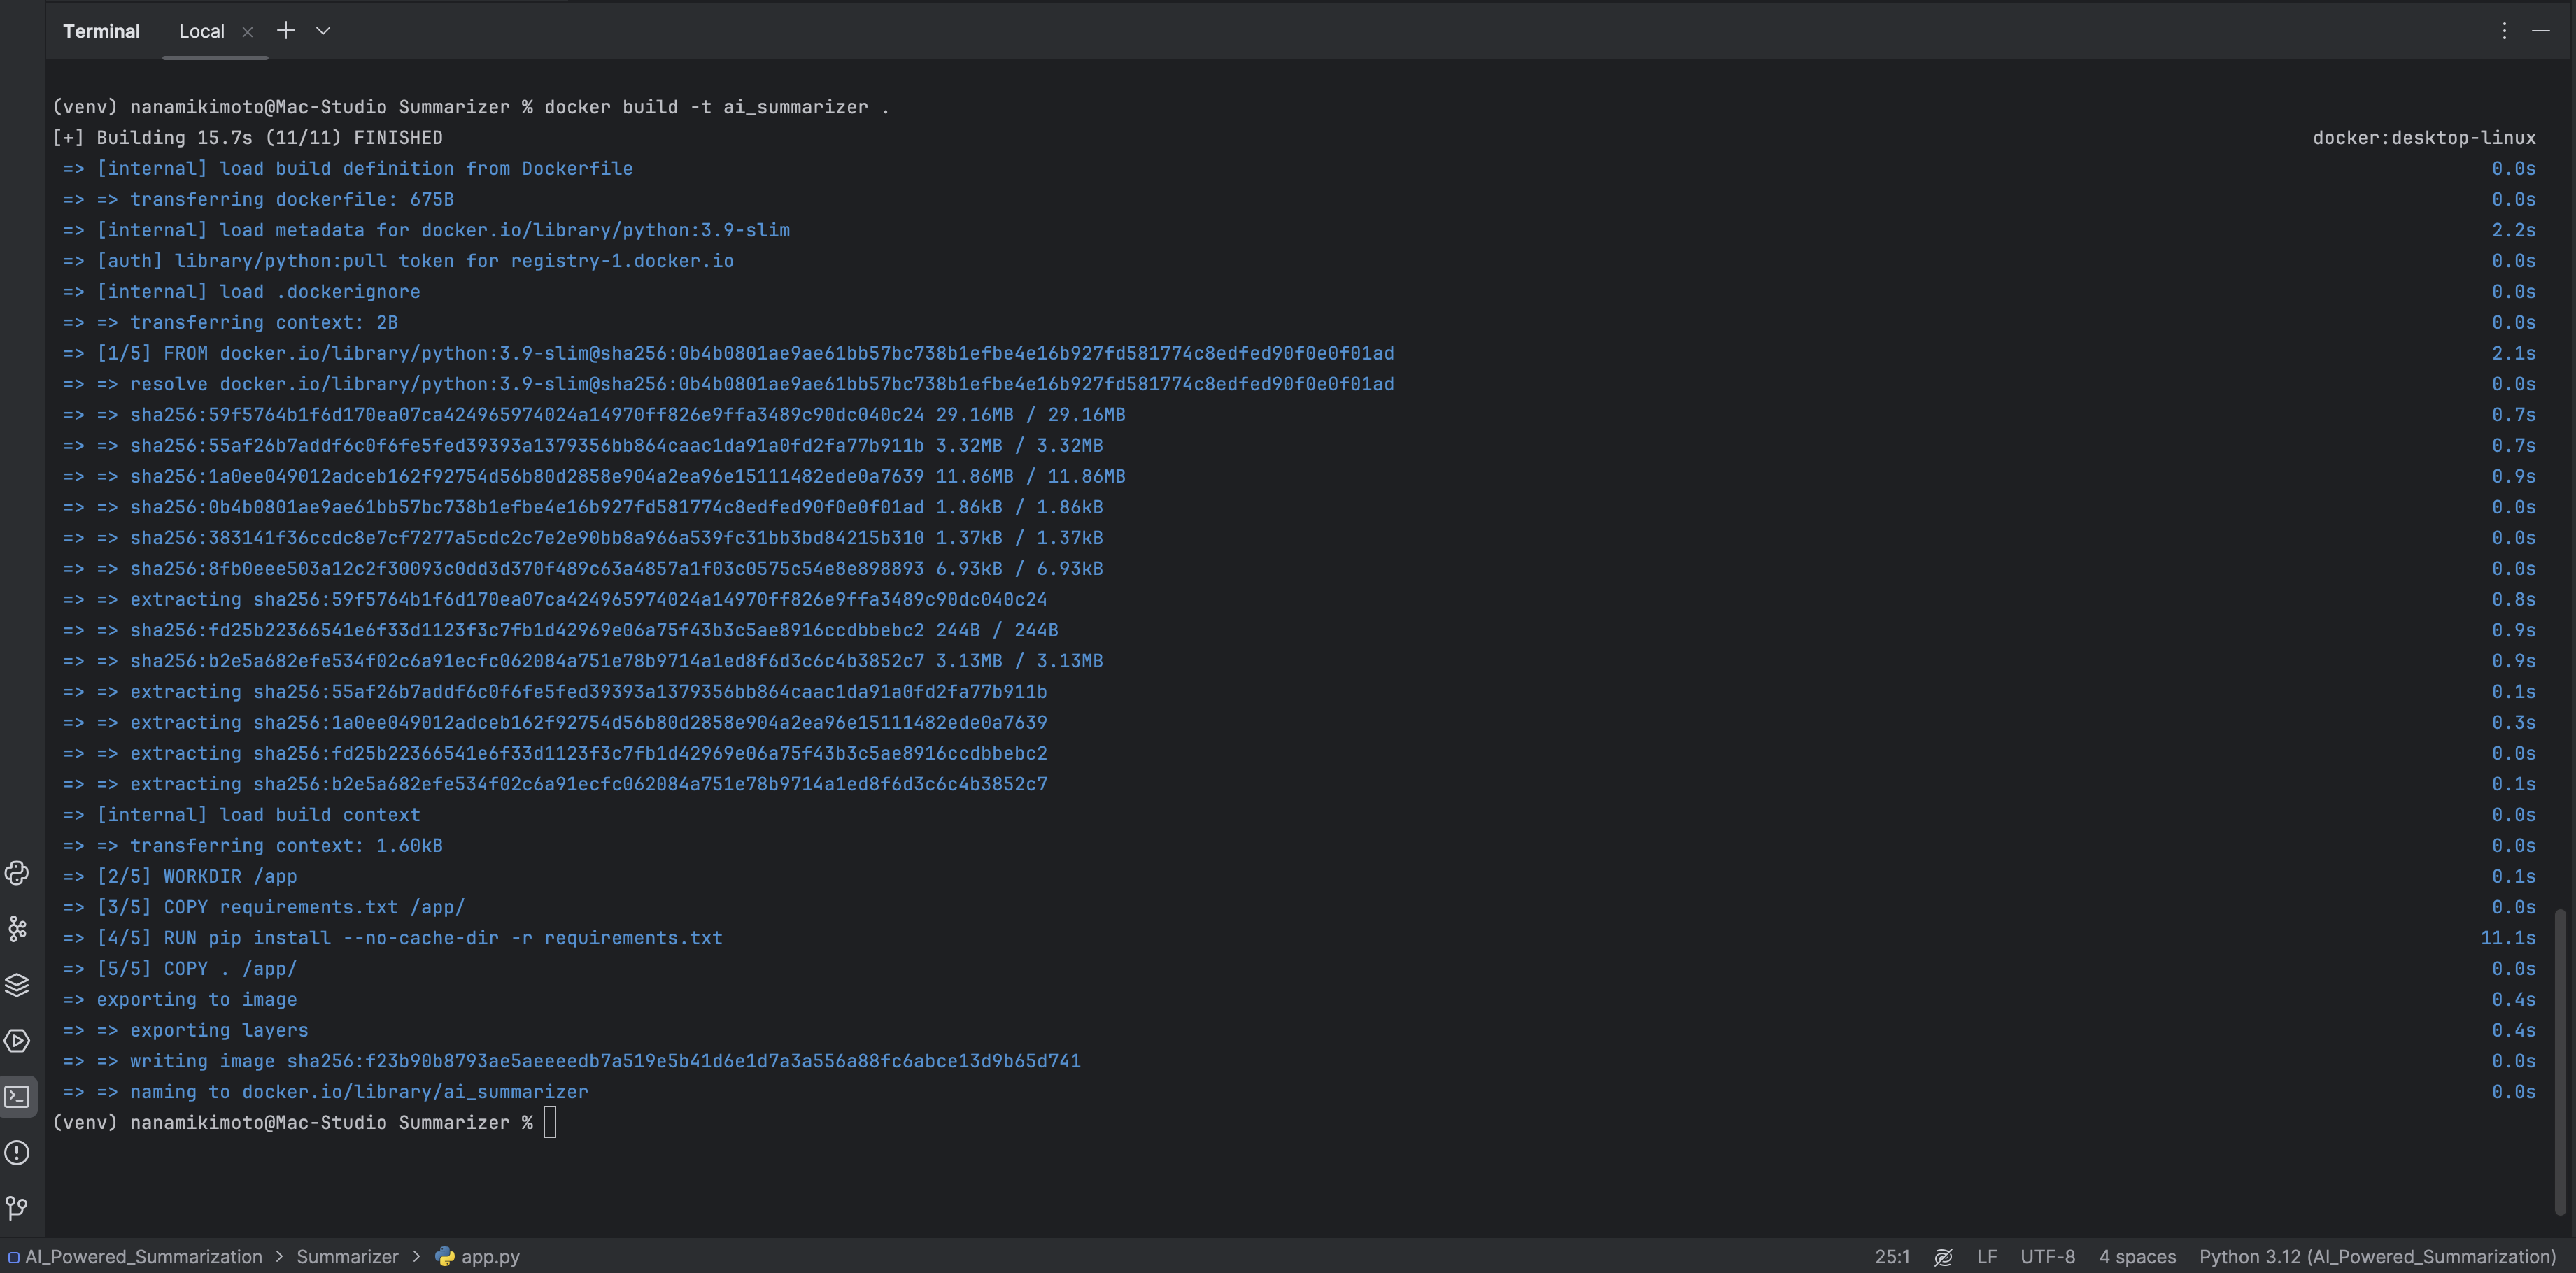 Terminal Local
(venv) nanamikimoto@Mac-Studio Summarizer % docker build -t ai_summarizer .
[+] Building 15.7s (11/11) FINISHED docker:desktop-linux
=> [internal] load build definition from Dockerfile 0.0s
=> => transferring dockerfile: 675B 0.0s
=> [internal] load metadata for docker.io/library/python:3.9-slim 2.2s
=> [auth] library/python:pull token for registry-1.docker.io 0.0s
=> [internal] load .dockerignore 0.0s
=> => transferring context: 2B 0.0s
=> [1/5] FROM docker.io/library/python:3.9-slim@sha256:0b4b0801ae9ae61bb57bc738b1efbe4e16b927fd581774c8edfed90f0e0f01ad 2.1s
=> => resolve docker.io/library/python:3.9-slim@sha256:0b4b0801ae9ae61bb57bc738b1efbe4e16b927fd581774c8edfed90f0e0f01ad 0.0s
=> => sha256:59f5764b1f6d170ea07ca424965974024a14970ff826e9ffa3489c90dc040c24 29.16MB / 29.16MB 0.7s
=> => sha256:55af26b7addf6c0f6fe5fed39393a1379356bb864caac1da91a0fd2fa77b911b 3.32MB / 3.32MB 0.7s
=> => sha256:1a0ee049012adceb162f92754d56b80d2858e904a2ea96e15111482ede0a7639 11.86MB / 11.86MB 0.9s
=> => sha256:0b4b0801ae9ae61bb57bc738b1efbe4e16b927fd581774c8edfed90f0e0f01ad 1.86kB / 1.86kB 0.0s
=> => sha256:383141f36ccdc8e7cf7277a5cdc2c7e2e90bb8a966a539fc31bb3bd84215b310 1.37kB / 1.37kB 0.0s
=> => sha256:8fb0eee503a12c2f30093c0dd3d370f489c63a4857a1f03c0575c54e8e898893 6.93kB / 6.93kB 0.0s
=> => extracting sha256:59f5764b1f6d170ea07ca424965974024a14970ff826e9ffa3489c90dc040c24 0.8s
=> => sha256:fd25b22366541e6f33d1123f3c7fb1d42969e06a75f43b3c5ae8916ccdbbebc2 244B / 244B 0.9s
=> => sha256:b2e5a682efe534f02c6a91ecfc062084a751e78b9714a1ed8f6d3c6c4b3852c7 3.13MB / 3.13MB 0.9s
=> => extracting sha256:55af26b7addf6c0f6fe5fed39393a1379356bb864caac1da91a0fd2fa77b911b 0.1s
=> => extracting sha256:1a0ee049012adceb162f92754d56b80d2858e904a2ea96e15111482ede0a7639 0.3s
=> => extracting sha256:fd25b22366541e6f33d1123f3c7fb1d42969e06a75f43b3c5ae8916ccdbbebc2 0.0s
=> => extracting sha256:b2e5a682efe534f02c6a91ecfc062084a751e78b9714a1ed8f6d3c6c4b3852c7 0.1s
=> [internal] load build context 0.0s
=> => transferring context: 1.60kB 0.0s
=> [2/5] WORKDIR /app 0.1s
=> [3/5] COPY requirements.txt /app/ 0.0s
=> [4/5] RUN pip install --no-cache-dir -r requirements.txt 11.1s
=> [5/5] COPY . /app/ 0.0s
=> exporting to image 0.4s
=> => exporting layers 0.4s
=> => writing image sha256:f23b90b8793ae5aeeeedb7a519e5b41d6e1d7a3a556a88fc6abce13d9b65d741 0.0s
=> => naming to docker.io/library/ai_summarizer 0.0s
(venv) nanamikimoto@Mac-Studio Summarizer %
AI_Powered_Summarization > Summarizer > app.py 25:1 LF UTF-8 4 spaces Python 3.12 (AI_Powered_Summarization)